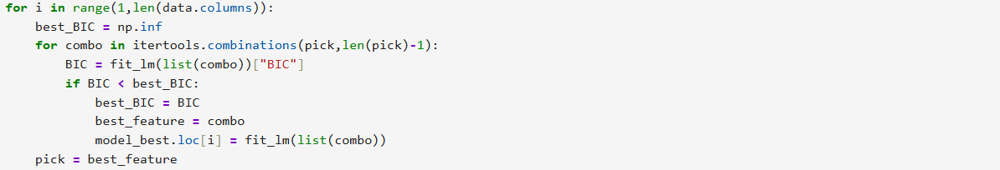 for i in range(1,len(data.columns)):
    best_BIC = np.inf
    for combo in itertools.combinations(pick,len(pick)-1):
        BIC = fit_lm(list(combo))["BIC"]
        if BIC < best_BIC:
            best_BIC = BIC
            best_feature = combo
            model_best.loc[i] = fit_lm(list(combo))
    pick = best_feature